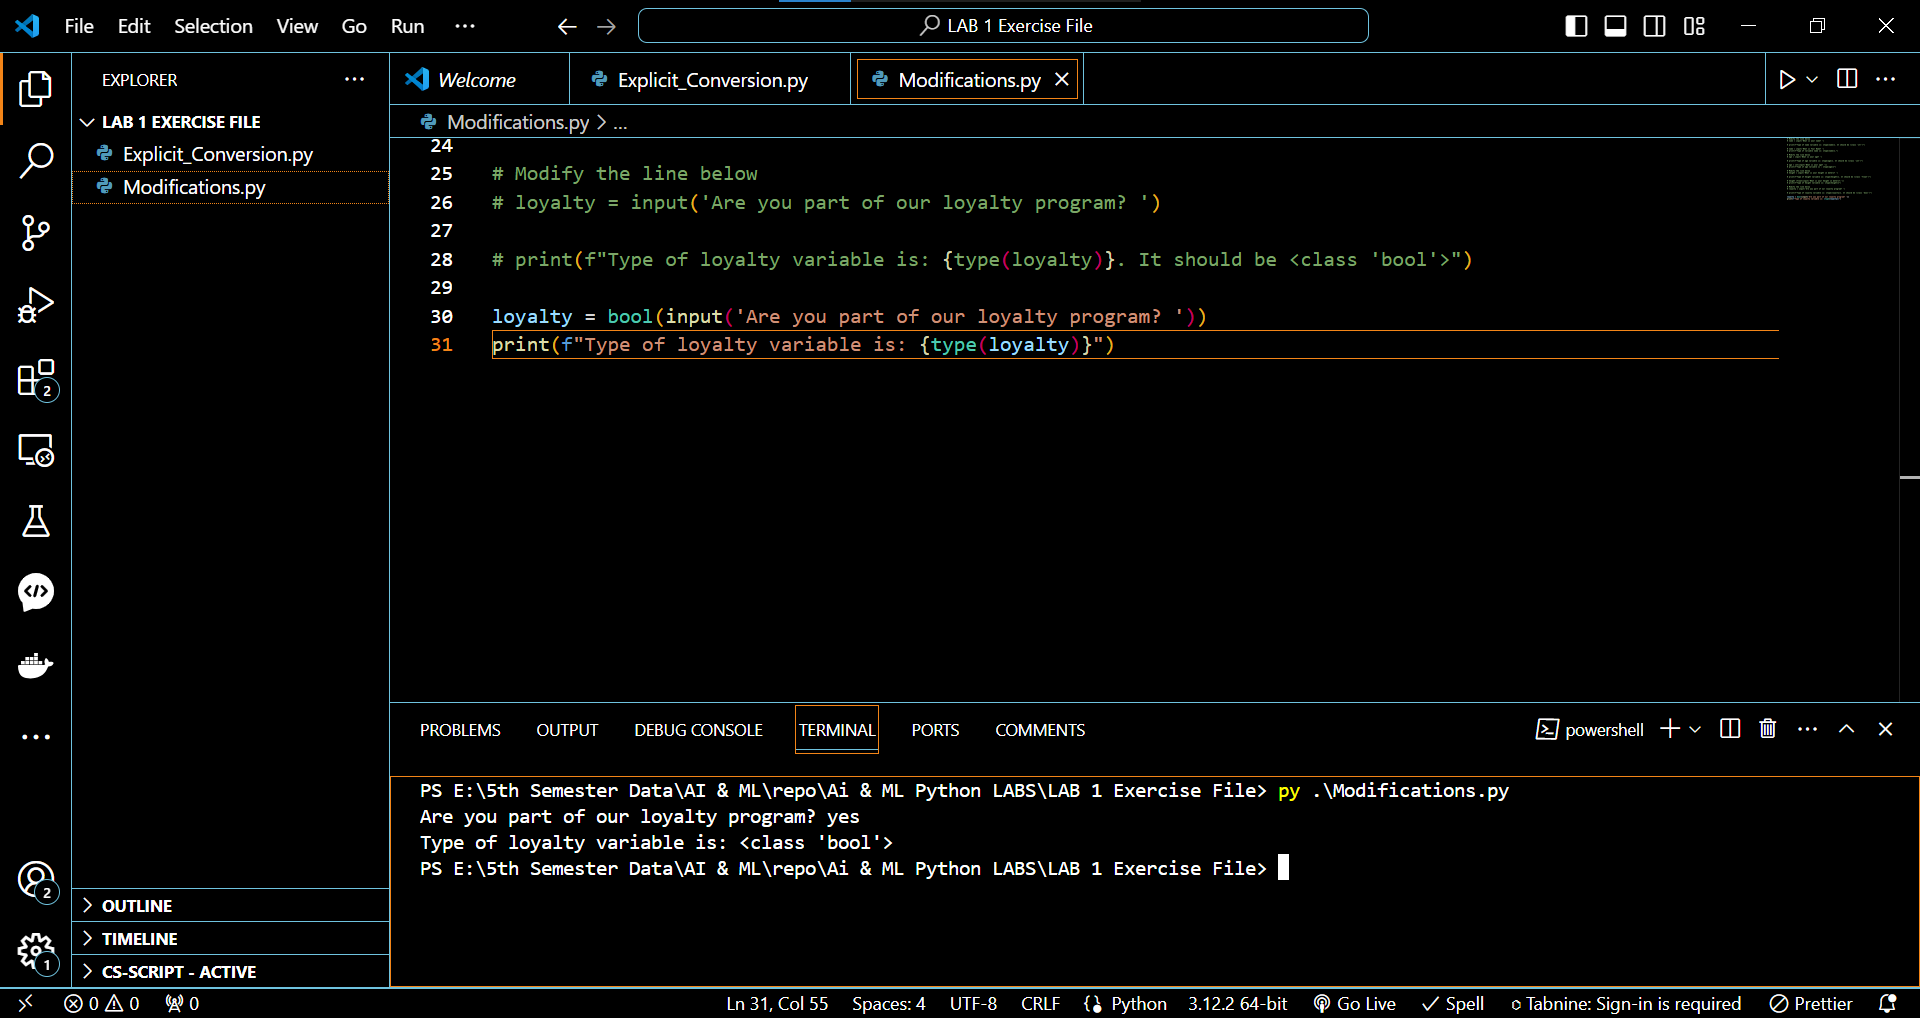 File Edit Selection View Go Run ···
LAB 1 Exercise File
EXPLORER
LAB 1 EXERCISE FILE
Explicit_Conversion.py
Modifications.py
Welcome
Explicit_Conversion.py
Modifications.py
Modifications.py > ...
24
25 # Modify the line below
26 # loyalty = input('Are you part of our loyalty program? ')
27
28 # print(f"Type of loyalty variable is: {type(loyalty)}. It should be <class 'bool'>")
29
30 loyalty = bool(input('Are you part of our loyalty program? '))
31 print(f"Type of loyalty variable is: {type(loyalty)}")
2
PROBLEMS OUTPUT DEBUG CONSOLE TERMINAL PORTS COMMENTS
powershell
PS E:\5th Semester Data\AI & ML\repo\Ai & ML Python LABS\LAB 1 Exercise File> py .\Modifications.py
Are you part of our loyalty program? yes
Type of loyalty variable is: <class 'bool'>
PS E:\5th Semester Data\AI & ML\repo\Ai & ML Python LABS\LAB 1 Exercise File>
2
1
OUTLINE
TIMELINE
CS-SCRIPT - ACTIVE
0 0 0
Ln 31, Col 55 Spaces: 4 UTF-8 CRLF Python 3.12.2 64-bit Go Live Spell Tabnine: Sign-in is required Prettier